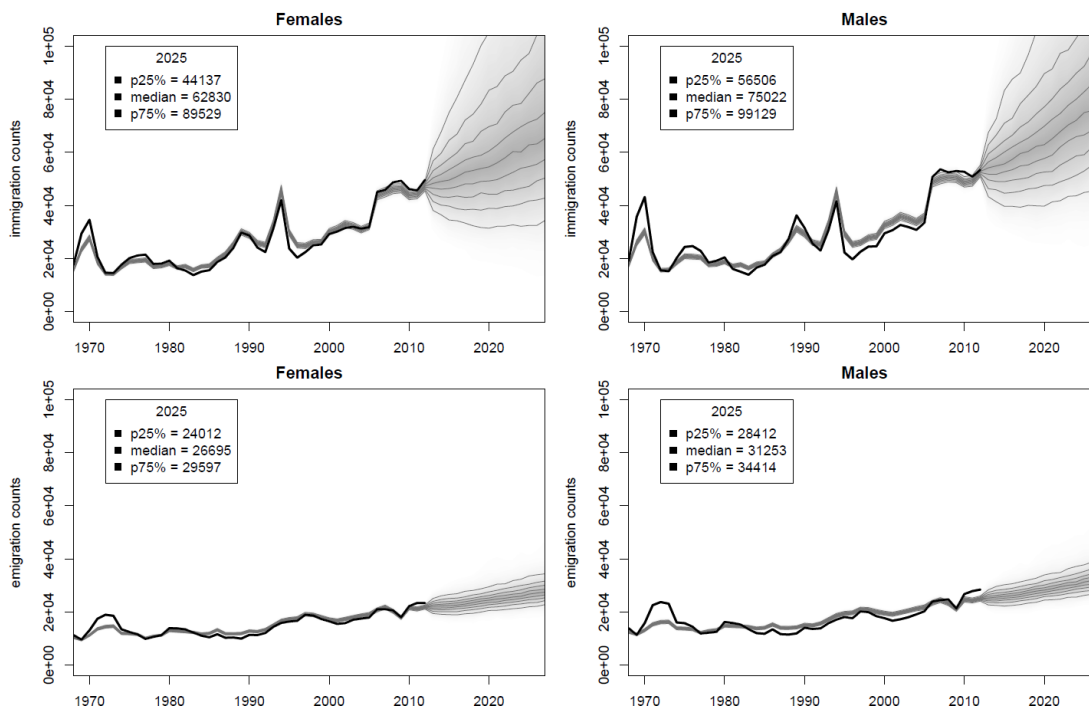 Females
Males
immigration counts
0e+00 2e+04 4e+04 6e+04 8e+04 1e+05
2025
p25% = 44137
median = 62830
p75% = 89529
1970 1980 1990 2000 2010 2020
immigration counts
0e+00 2e+04 4e+04 6e+04 8e+04 1e+05
2025
p25% = 56506
median = 75022
p75% = 99129
1970 1980 1990 2000 2010 2020
Females
Males
emigration counts
0e+00 2e+04 4e+04 6e+04 8e+04 1e+05
2025
p25% = 24012
median = 26695
p75% = 29597
1970 1980 1990 2000 2010 2020
emigration counts
0e+00 2e+04 4e+04 6e+04 8e+04 1e+05
2025
p25% = 28412
median = 31253
p75% = 34414
1970 1980 1990 2000 2010 2020